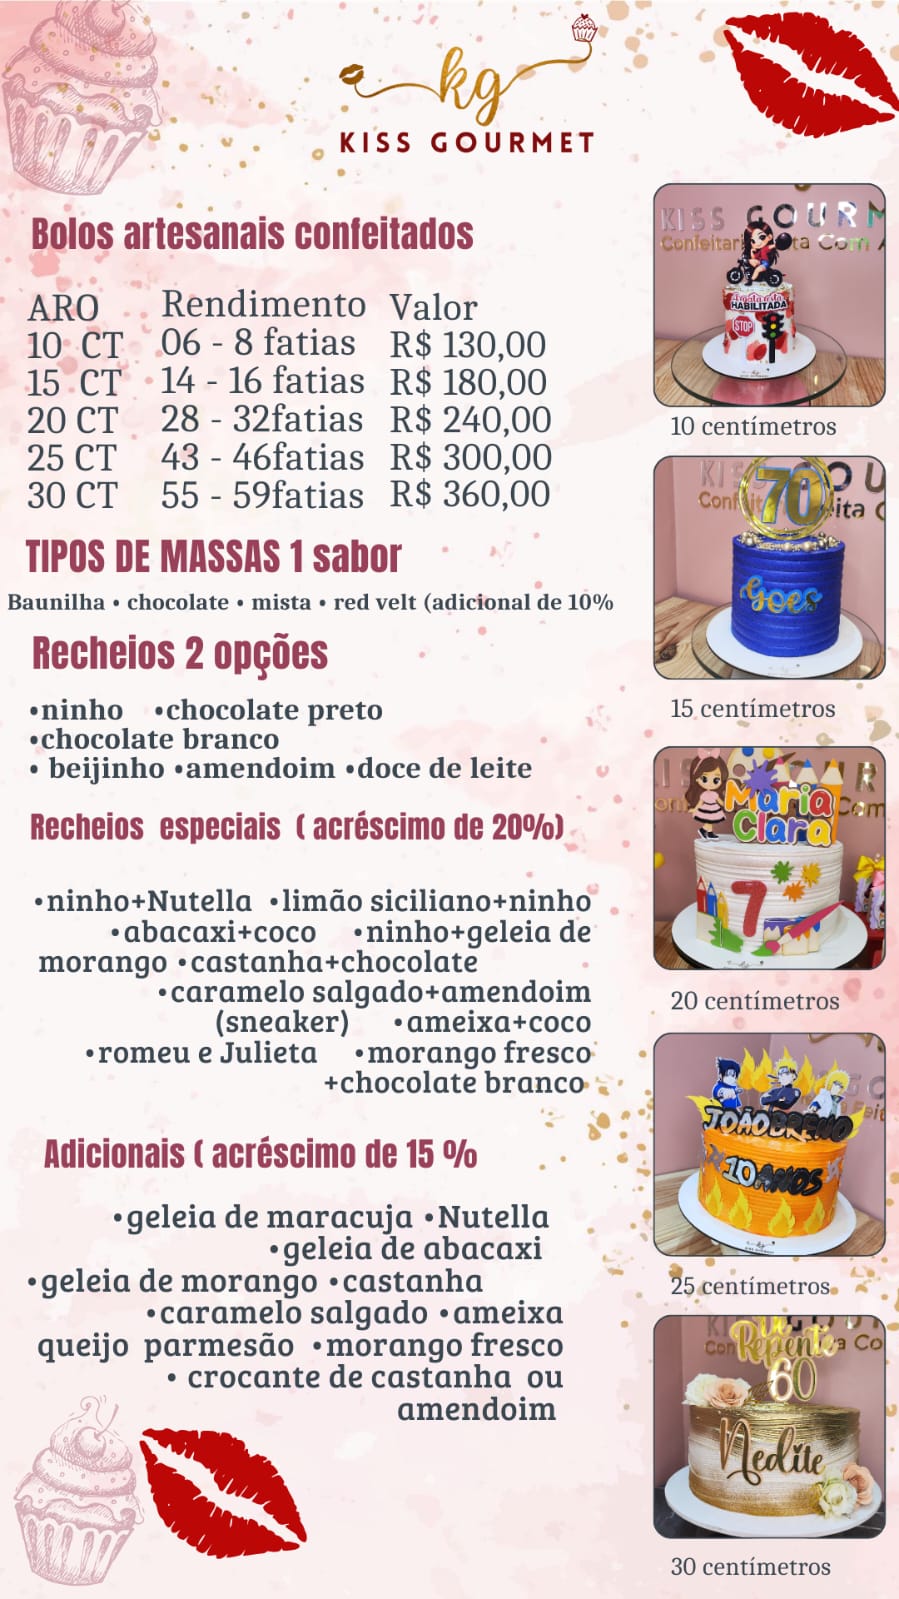 kg
KISS GOURMET
Bolos artesanais confeitados
ARO Rendimento Valor
10 CT 06 - 8 fatias R$ 130,00
15 CT 14 - 16 fatias R$ 180,00
20 CT 28 - 32fatias R$ 240,00
25 CT 43 - 46fatias R$ 300,00
30 CT 55 - 59fatias R$ 360,00
TIPOS DE MASSAS 1 sabor
Baunilha • chocolate • mista • red velt (adicional de 10%
Recheios 2 opções
•ninho •chocolate preto
•chocolate branco
• beijinho •amendoim •doce de leite
Recheios especiais ( acréscimo de 20%)
•ninho+Nutella •limão siciliano+ninho
•abacaxi+coco •ninho+geleia de
morango •castanha+chocolate
•caramelo salgado+amendoim
(sneaker) •ameixa+coco
•romeu e Julieta •morango fresco
+chocolate branco
Adicionais ( acréscimo de 15 %
•geleia de maracuja •Nutella
•geleia de abacaxi
•geleia de morango •castanha
•caramelo salgado •ameixa
queijo parmesão •morango fresco
• crocante de castanha ou
amendoim
KISS GOURM
HABILITADA
STOP
10 centímetros
70
Goes
15 centímetros
Maria
Clara
7
20 centímetros
JOÃO BRENO
10 ANOS
25 centímetros
De
Repente
60
Nedite
30 centímetros